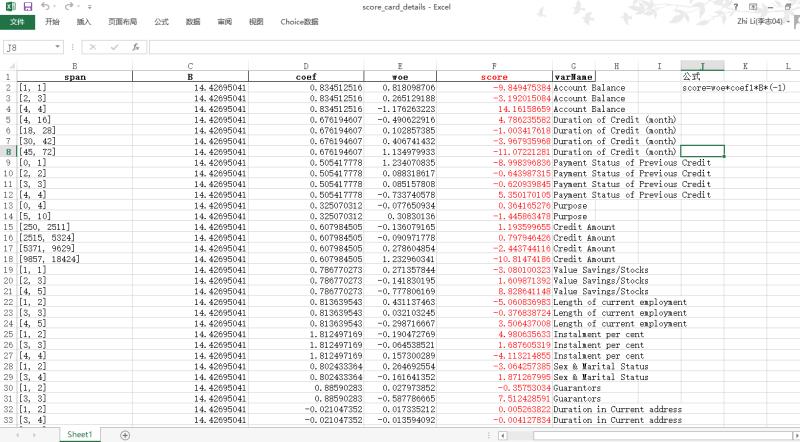 score_card_details - Excel
文件 开始 插入 页面布局 公式 数据 审阅 视图 Choice数据 Zhi Li(李志04)
J8 fx
B C D E F G H I J K L
1 span B coef woe score varName 公式
2 [1, 1] 14.42695041 0.834512516 0.818098706 -9.849475384 Account Balance score=woe*coef1*B*(-1)
3 [2, 3] 14.42695041 0.834512516 0.265129188 -3.192015084 Account Balance
4 [4, 4] 14.42695041 0.834512516 -1.176263223 14.16158659 Account Balance
5 [4, 16] 14.42695041 0.676194607 -0.490622916 4.786235582 Duration of Credit (month)
6 [18, 28] 14.42695041 0.676194607 0.102857385 -1.003417618 Duration of Credit (month)
7 [30, 42] 14.42695041 0.676194607 0.406741432 -3.967935968 Duration of Credit (month)
8 [45, 72] 14.42695041 0.676194607 1.134979933 -11.07221281 Duration of Credit (month)
9 [0, 1] 14.42695041 0.505417778 1.234070835 -8.998396836 Payment Status of Previous Credit
10 [2, 2] 14.42695041 0.505417778 0.088318617 -0.643987315 Payment Status of Previous Credit
11 [3, 3] 14.42695041 0.505417778 0.085157808 -0.620939845 Payment Status of Previous Credit
12 [4, 4] 14.42695041 0.505417778 -0.733740578 5.350170105 Payment Status of Previous Credit
13 [0, 4] 14.42695041 0.325070312 -0.077650934 0.364165276 Purpose
14 [5, 10] 14.42695041 0.325070312 0.30830136 -1.445863478 Purpose
15 [250, 2511] 14.42695041 0.607984505 -0.136079165 1.193599655 Credit Amount
16 [2515, 5324] 14.42695041 0.607984505 -0.090971778 0.797946426 Credit Amount
17 [5371, 9629] 14.42695041 0.607984505 0.278604854 -2.443744116 Credit Amount
18 [9857, 18424] 14.42695041 0.607984505 1.232960341 -10.81474186 Credit Amount
19 [1, 1] 14.42695041 0.786770273 0.271357844 -3.080100323 Value Savings/Stocks
20 [2, 3] 14.42695041 0.786770273 -0.141830195 1.609871392 Value Savings/Stocks
21 [4, 5] 14.42695041 0.786770273 -0.777806169 8.828641148 Value Savings/Stocks
22 [1, 2] 14.42695041 0.813639543 0.431137463 -5.060836983 Length of current employment
23 [3, 3] 14.42695041 0.813639543 0.032103245 -0.376838724 Length of current employment
24 [4, 5] 14.42695041 0.813639543 -0.298716667 3.506437008 Length of current employment
25 [1, 2] 14.42695041 1.812497169 -0.190472769 4.980635633 Instalment per cent
26 [3, 3] 14.42695041 1.812497169 -0.064538521 1.687605319 Instalment per cent
27 [4, 4] 14.42695041 1.812497169 0.157300289 -4.113214855 Instalment per cent
28 [1, 2] 14.42695041 0.802433364 0.264692554 -3.064257385 Sex & Marital Status
29 [3, 4] 14.42695041 0.802433364 -0.161641352 1.871267995 Sex & Marital Status
30 [1, 2] 14.42695041 0.88590283 0.027973852 -0.35753034 Guarantors
31 [3, 3] 14.42695041 0.88590283 -0.587786665 7.512428591 Guarantors
32 [1, 2] 14.42695041 -0.021047352 0.017335212 0.005263822 Duration in Current address
33 [3, 4] 14.42695041 -0.021047352 -0.013594092 -0.004127834 Duration in Current address
Sheet1